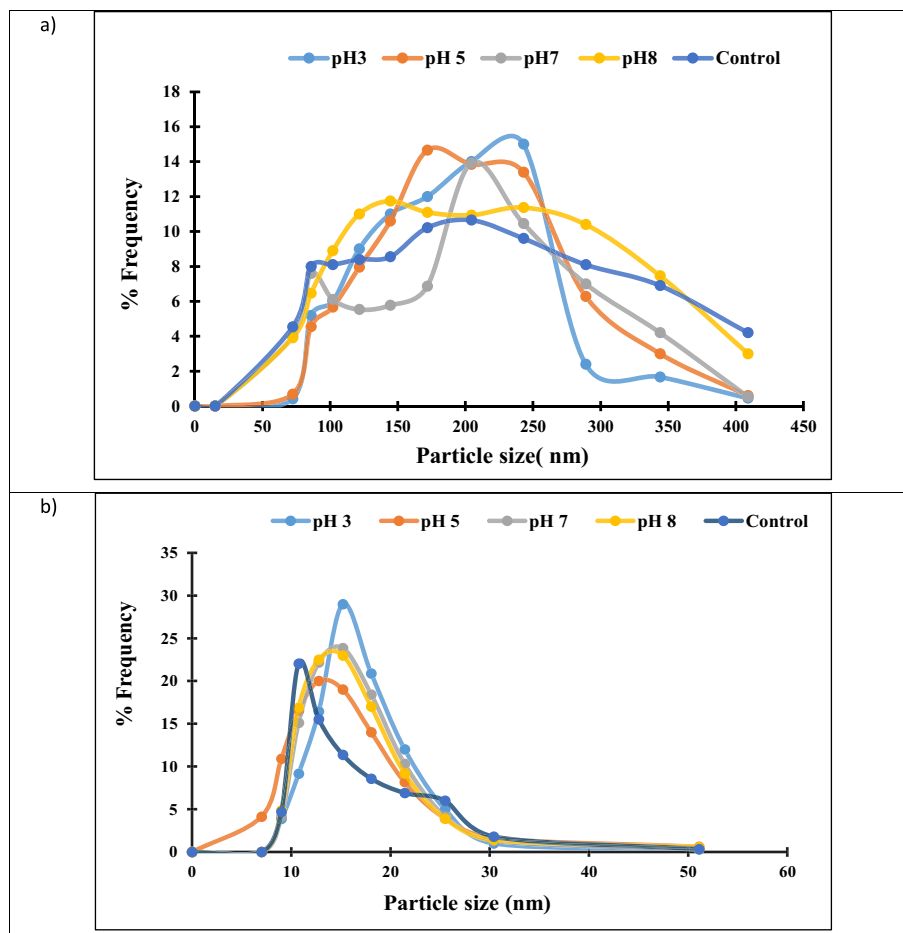 a)
pH3 pH 5 pH7 pH8 Control
% Frequency
18
16
14
12
10
8
6
4
2
0
0 50 100 150 200 250 300 350 400 450
Particle size( nm)
b)
pH 3 pH 5 pH 7 pH 8 Control
% Frequency
35
30
25
20
15
10
5
0
0 10 20 30 40 50 60
Particle size (nm)